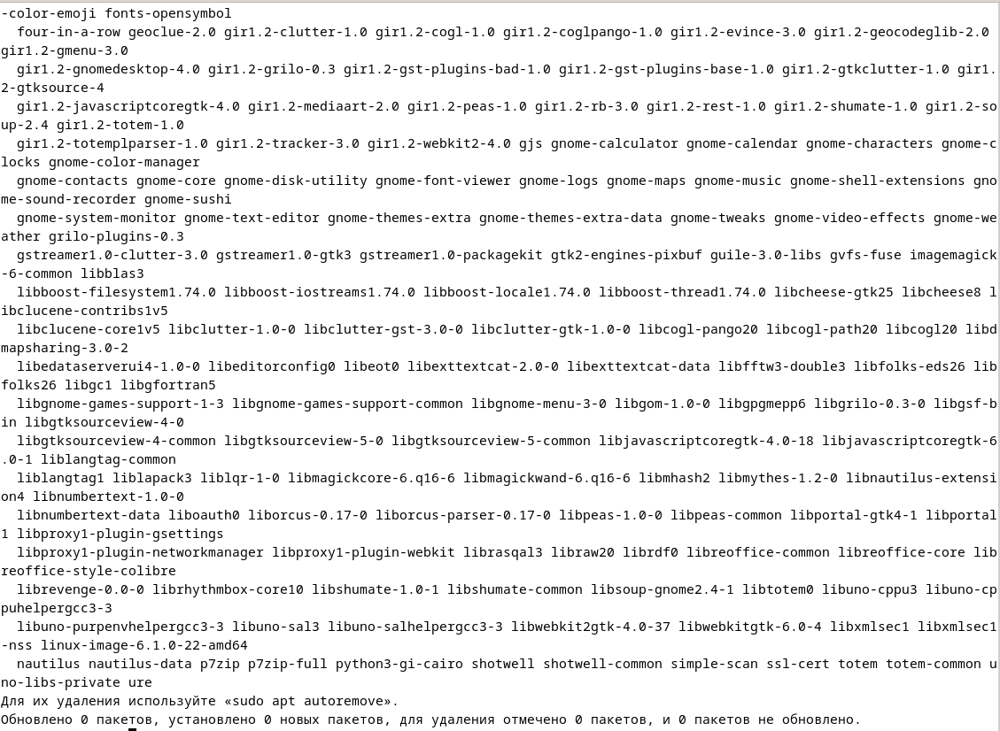 -color-emoji fonts-opensymbol
  four-in-a-row geoclue-2.0 gir1.2-clutter-1.0 gir1.2-cogl-1.0 gir1.2-coglpango-1.0 gir1.2-evince-3.0 gir1.2-geocodeglib-2.0
gir1.2-gmenu-3.0
  gir1.2-gnomedesktop-4.0 gir1.2-grilo-0.3 gir1.2-gst-plugins-bad-1.0 gir1.2-gst-plugins-base-1.0 gir1.2-gtkclutter-1.0 gir1.
2-gtksource-4
  gir1.2-javascriptcoregtk-4.0 gir1.2-mediaart-2.0 gir1.2-peas-1.0 gir1.2-rb-3.0 gir1.2-rest-1.0 gir1.2-shumate-1.0 gir1.2-so
up-2.4 gir1.2-totem-1.0
  gir1.2-totemplparser-1.0 gir1.2-tracker-3.0 gir1.2-webkit2-4.0 gjs gnome-calculator gnome-calendar gnome-characters gnome-c
locks gnome-color-manager
  gnome-contacts gnome-core gnome-disk-utility gnome-font-viewer gnome-logs gnome-maps gnome-music gnome-shell-extensions gno
me-sound-recorder gnome-sushi
  gnome-system-monitor gnome-text-editor gnome-themes-extra gnome-themes-extra-data gnome-tweaks gnome-video-effects gnome-we
ather grilo-plugins-0.3
  gstreamer1.0-clutter-3.0 gstreamer1.0-gtk3 gstreamer1.0-packagekit gtk2-engines-pixbuf guile-3.0-libs gvfs-fuse imagemagick
-6-common libblas3
  libboost-filesystem1.74.0 libboost-iostreams1.74.0 libboost-locale1.74.0 libboost-thread1.74.0 libcheese-gtk25 libcheese8 l
ibclucene-contribs1v5
  libclucene-core1v5 libclutter-1.0-0 libclutter-gst-3.0-0 libclutter-gtk-1.0-0 libcogl-pango20 libcogl-path20 libcogl20 libd
mapsharing-3.0-2
  libedataserverui4-1.0-0 libeditorconfig0 libeot0 libexttextcat-2.0-0 libexttextcat-data libfftw3-double3 libfolks-eds26 lib
folks26 libgc1 libgfortran5
  libgnome-games-support-1-3 libgnome-games-support-common libgnome-menu-3-0 libgom-1.0-0 libgpgmepp6 libgrilo-0.3-0 libgsf-b
in libgtksourceview-4-0
  libgtksourceview-4-common libgtksourceview-5-0 libgtksourceview-5-common libjavascriptcoregtk-4.0-18 libjavascriptcoregtk-6
.0-1 liblangtag-common
  liblangtag1 liblapack3 liblqr-1-0 libmagickcore-6.q16-6 libmagickwand-6.q16-6 libmhash2 libmythes-1.2-0 libnautilus-extensi
on4 libnumbertext-1.0-0
  libnumbertext-data liboauth0 liborcus-0.17-0 liborcus-parser-0.17-0 libpeas-1.0-0 libpeas-common libportal-gtk4-1 libportal
1 libproxy1-plugin-gsettings
  libproxy1-plugin-networkmanager libproxy1-plugin-webkit librasqal3 libraw20 librdf0 libreoffice-common libreoffice-core lib
reoffice-style-colibre
  librevenge-0.0-0 librhythmbox-core10 libshumate-1.0-1 libshumate-common libsoup-gnome2.4-1 libtotem0 libuno-cppu3 libuno-cp
puhelpergcc3-3
  libuno-purpenvhelpergcc3-3 libuno-sal3 libuno-salhelpergcc3-3 libwebkit2gtk-4.0-37 libwebkitgtk-6.0-4 libxmlsec1 libxmlsec1
-nss linux-image-6.1.0-22-amd64
  nautilus nautilus-data p7zip p7zip-full python3-gi-cairo shotwell shotwell-common simple-scan ssl-cert totem totem-common u
no-libs-private ure
Для их удаления используйте «sudo apt autoremove».
Обновлено 0 пакетов, установлено 0 новых пакетов, для удаления отмечено 0 пакетов, и 0 пакетов не обновлено.